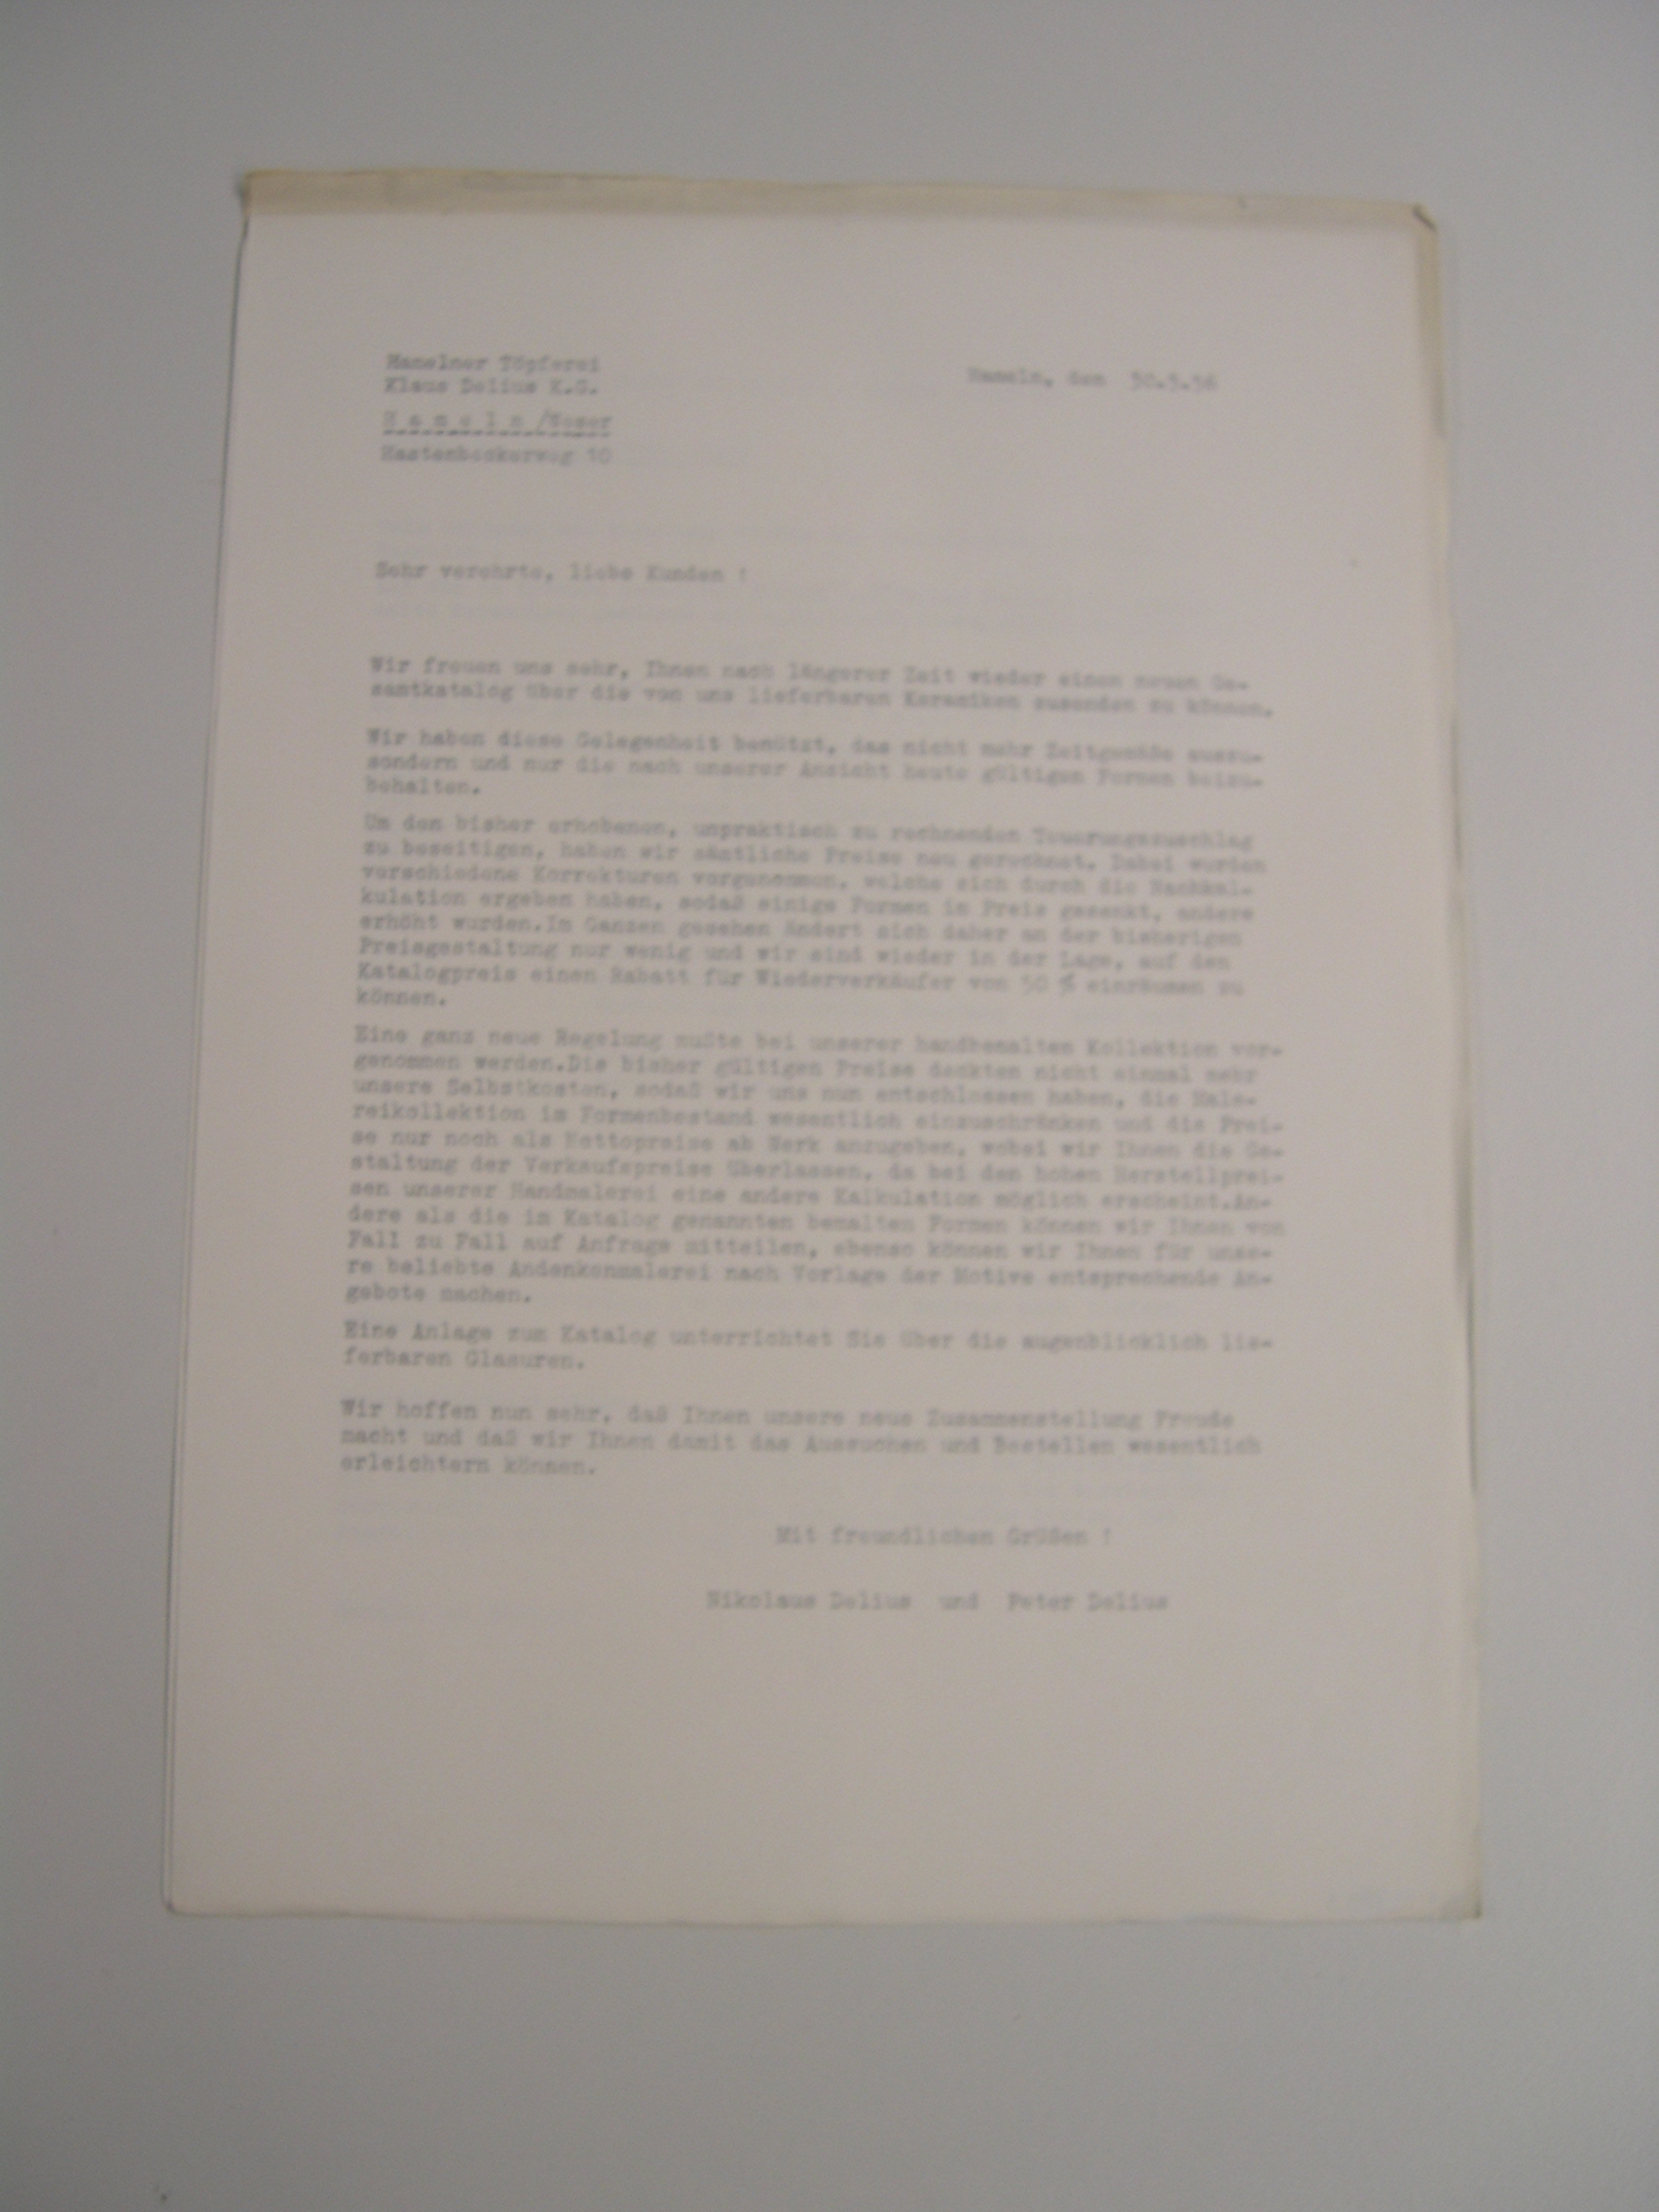 Hamelner Töpferei
Klaus Delius K.G.
H a m e l n /Weser
Hastenbeckerweg 10
Hameln, den 30.5.56
Sehr verehrte, liebe Kunden !
Wir freuen uns sehr, Ihnen nach längerer Zeit wieder einen neuen Ge-
samtkatalog über die von uns lieferbaren Keramiken zusenden zu können.
Wir haben diese Gelegenheit benützt, das nicht mehr Zeitgemäße auszu-
sondern und nur die nach unserer Ansicht heute gültigen Formen beizu-
behalten.
Um den bisher erhobenen, unpraktisch zu rechnenden Teuerungszuschlag
zu beseitigen, haben wir sämtliche Preise neu gerechnet. Dabei wurden
verschiedene Korrekturen vorgenommen, welche sich durch die Nachkal-
kulation ergeben haben, sodaß einige Formen im Preis gesenkt, andere
erhöht wurden.Im Ganzen gesehen ändert sich daher an der bisherigen
Preisgestaltung nur wenig und wir sind wieder in der Lage, auf den
Katalogpreis einen Rabatt für Wiederverkäufer von 50 % einräumen zu
können.
Eine ganz neue Regelung mußte bei unserer handbemalten Kollektion vor-
genommen werden.Die bisher gültigen Preise deckten nicht einmal mehr
unsere Selbstkosten, sodaß wir uns nun entschlossen haben, die Male-
reikollektion im Formenbestand wesentlich einzuschränken und die Prei-
se nur noch als Nettopreise ab Werk anzugeben, wobei wir Ihnen die Ge-
staltung der Verkaufspreise überlassen, da bei den hohen Herstellprei-
sen unserer Handmalerei eine andere Kalkulation möglich erscheint.An-
dere als die im Katalog genannten bemalten Formen können wir Ihnen von
Fall zu Fall auf Anfrage mitteilen, ebenso können wir Ihnen für unse-
re beliebte Andenkenmalerei nach Vorlage der Motive entsprechende An-
gebote machen.
Eine Anlage zum Katalog unterrichtet Sie über die augenblicklich lie-
ferbaren Glasuren.
Wir hoffen nun sehr, daß Ihnen unsere neue Zusammenstellung Freude
macht und daß wir Ihnen damit das Aussuchen und Bestellen wesentlich
erleichtern können.
Mit freundlichen Grüßen !
Nikolaus Delius und Peter Delius